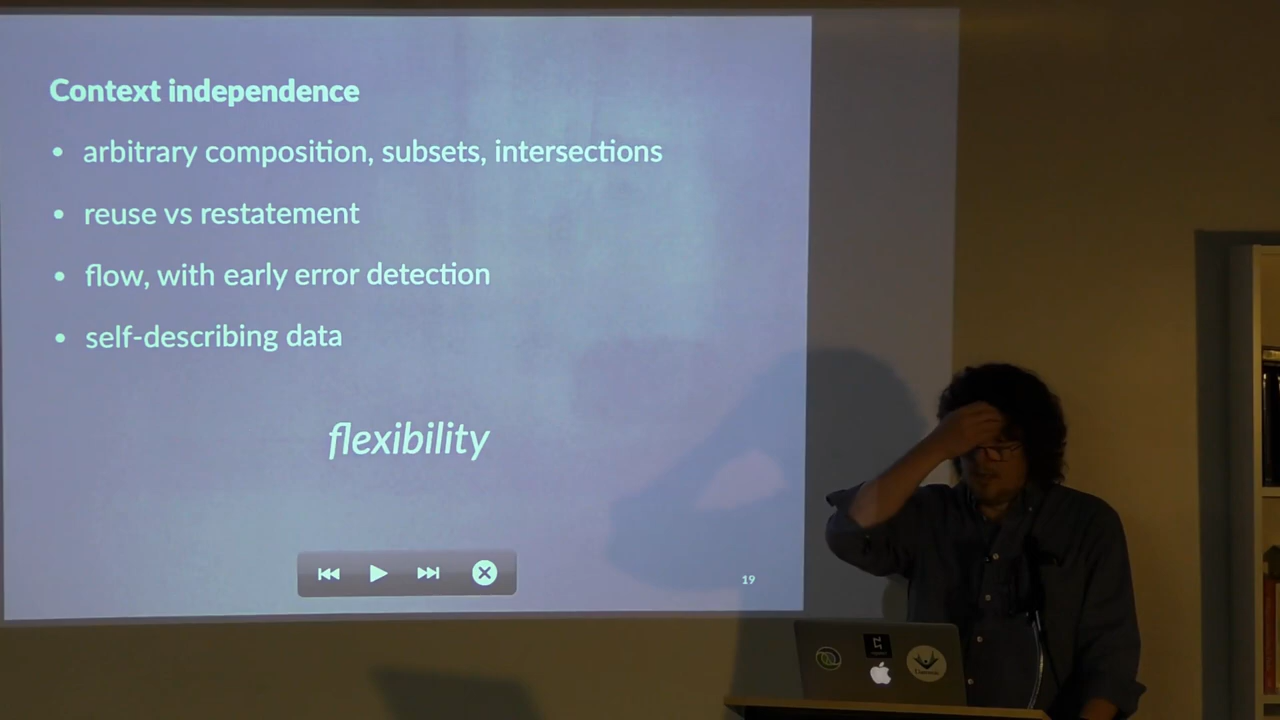 Context independence
• arbitrary composition, subsets, intersections
• reuse vs restatement
• flow, with early error detection
• self-describing data
flexibility
19